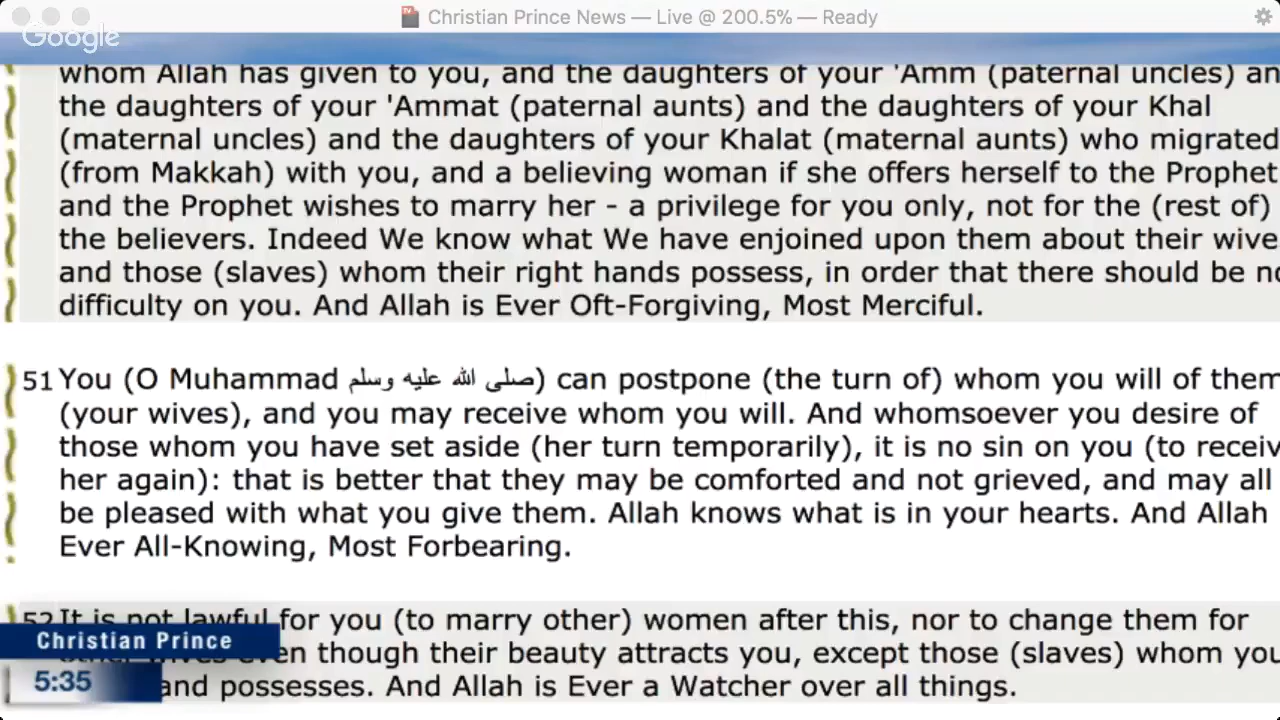 Christian Prince News — Live @ 200.5% — Ready
Google
whom Allah has given to you, and the daughters of your 'Amm (paternal uncles) an
the daughters of your 'Ammat (paternal aunts) and the daughters of your Khal
(maternal uncles) and the daughters of your Khalat (maternal aunts) who migrated
(from Makkah) with you, and a believing woman if she offers herself to the Prophet
and the Prophet wishes to marry her - a privilege for you only, not for the (rest of)
the believers. Indeed We know what We have enjoined upon them about their wive
and those (slaves) whom their right hands possess, in order that there should be no
difficulty on you. And Allah is Ever Oft-Forgiving, Most Merciful.
51 You (O Muhammad صلى الله عليه وسلم) can postpone (the turn of) whom you will of them
(your wives), and you may receive whom you will. And whomsoever you desire of
those whom you have set aside (her turn temporarily), it is no sin on you (to receiv
her again): that is better that they may be comforted and not grieved, and may all
be pleased with what you give them. Allah knows what is in your hearts. And Allah
Ever All-Knowing, Most Forbearing.
52 It is not lawful for you (to marry other) women after this, nor to change them for
other wives even though their beauty attracts you, except those (slaves) whom you
and possesses. And Allah is Ever a Watcher over all things.
Christian Prince
5:35